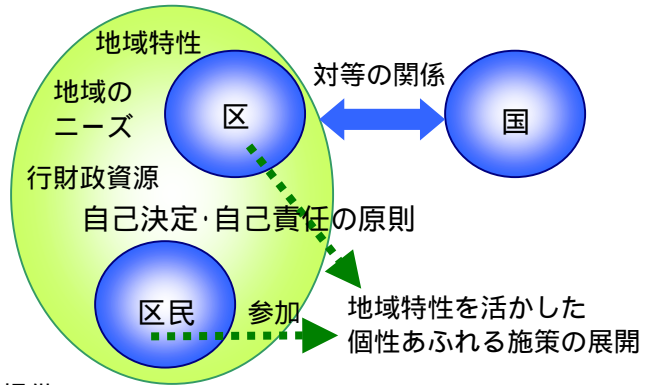 地域特性
対等の関係
地域の
ニーズ
区
国
行財政資源
自己決定･自己責任の原則
区民
参加
地域特性を活かした
個性あふれる施策の展開